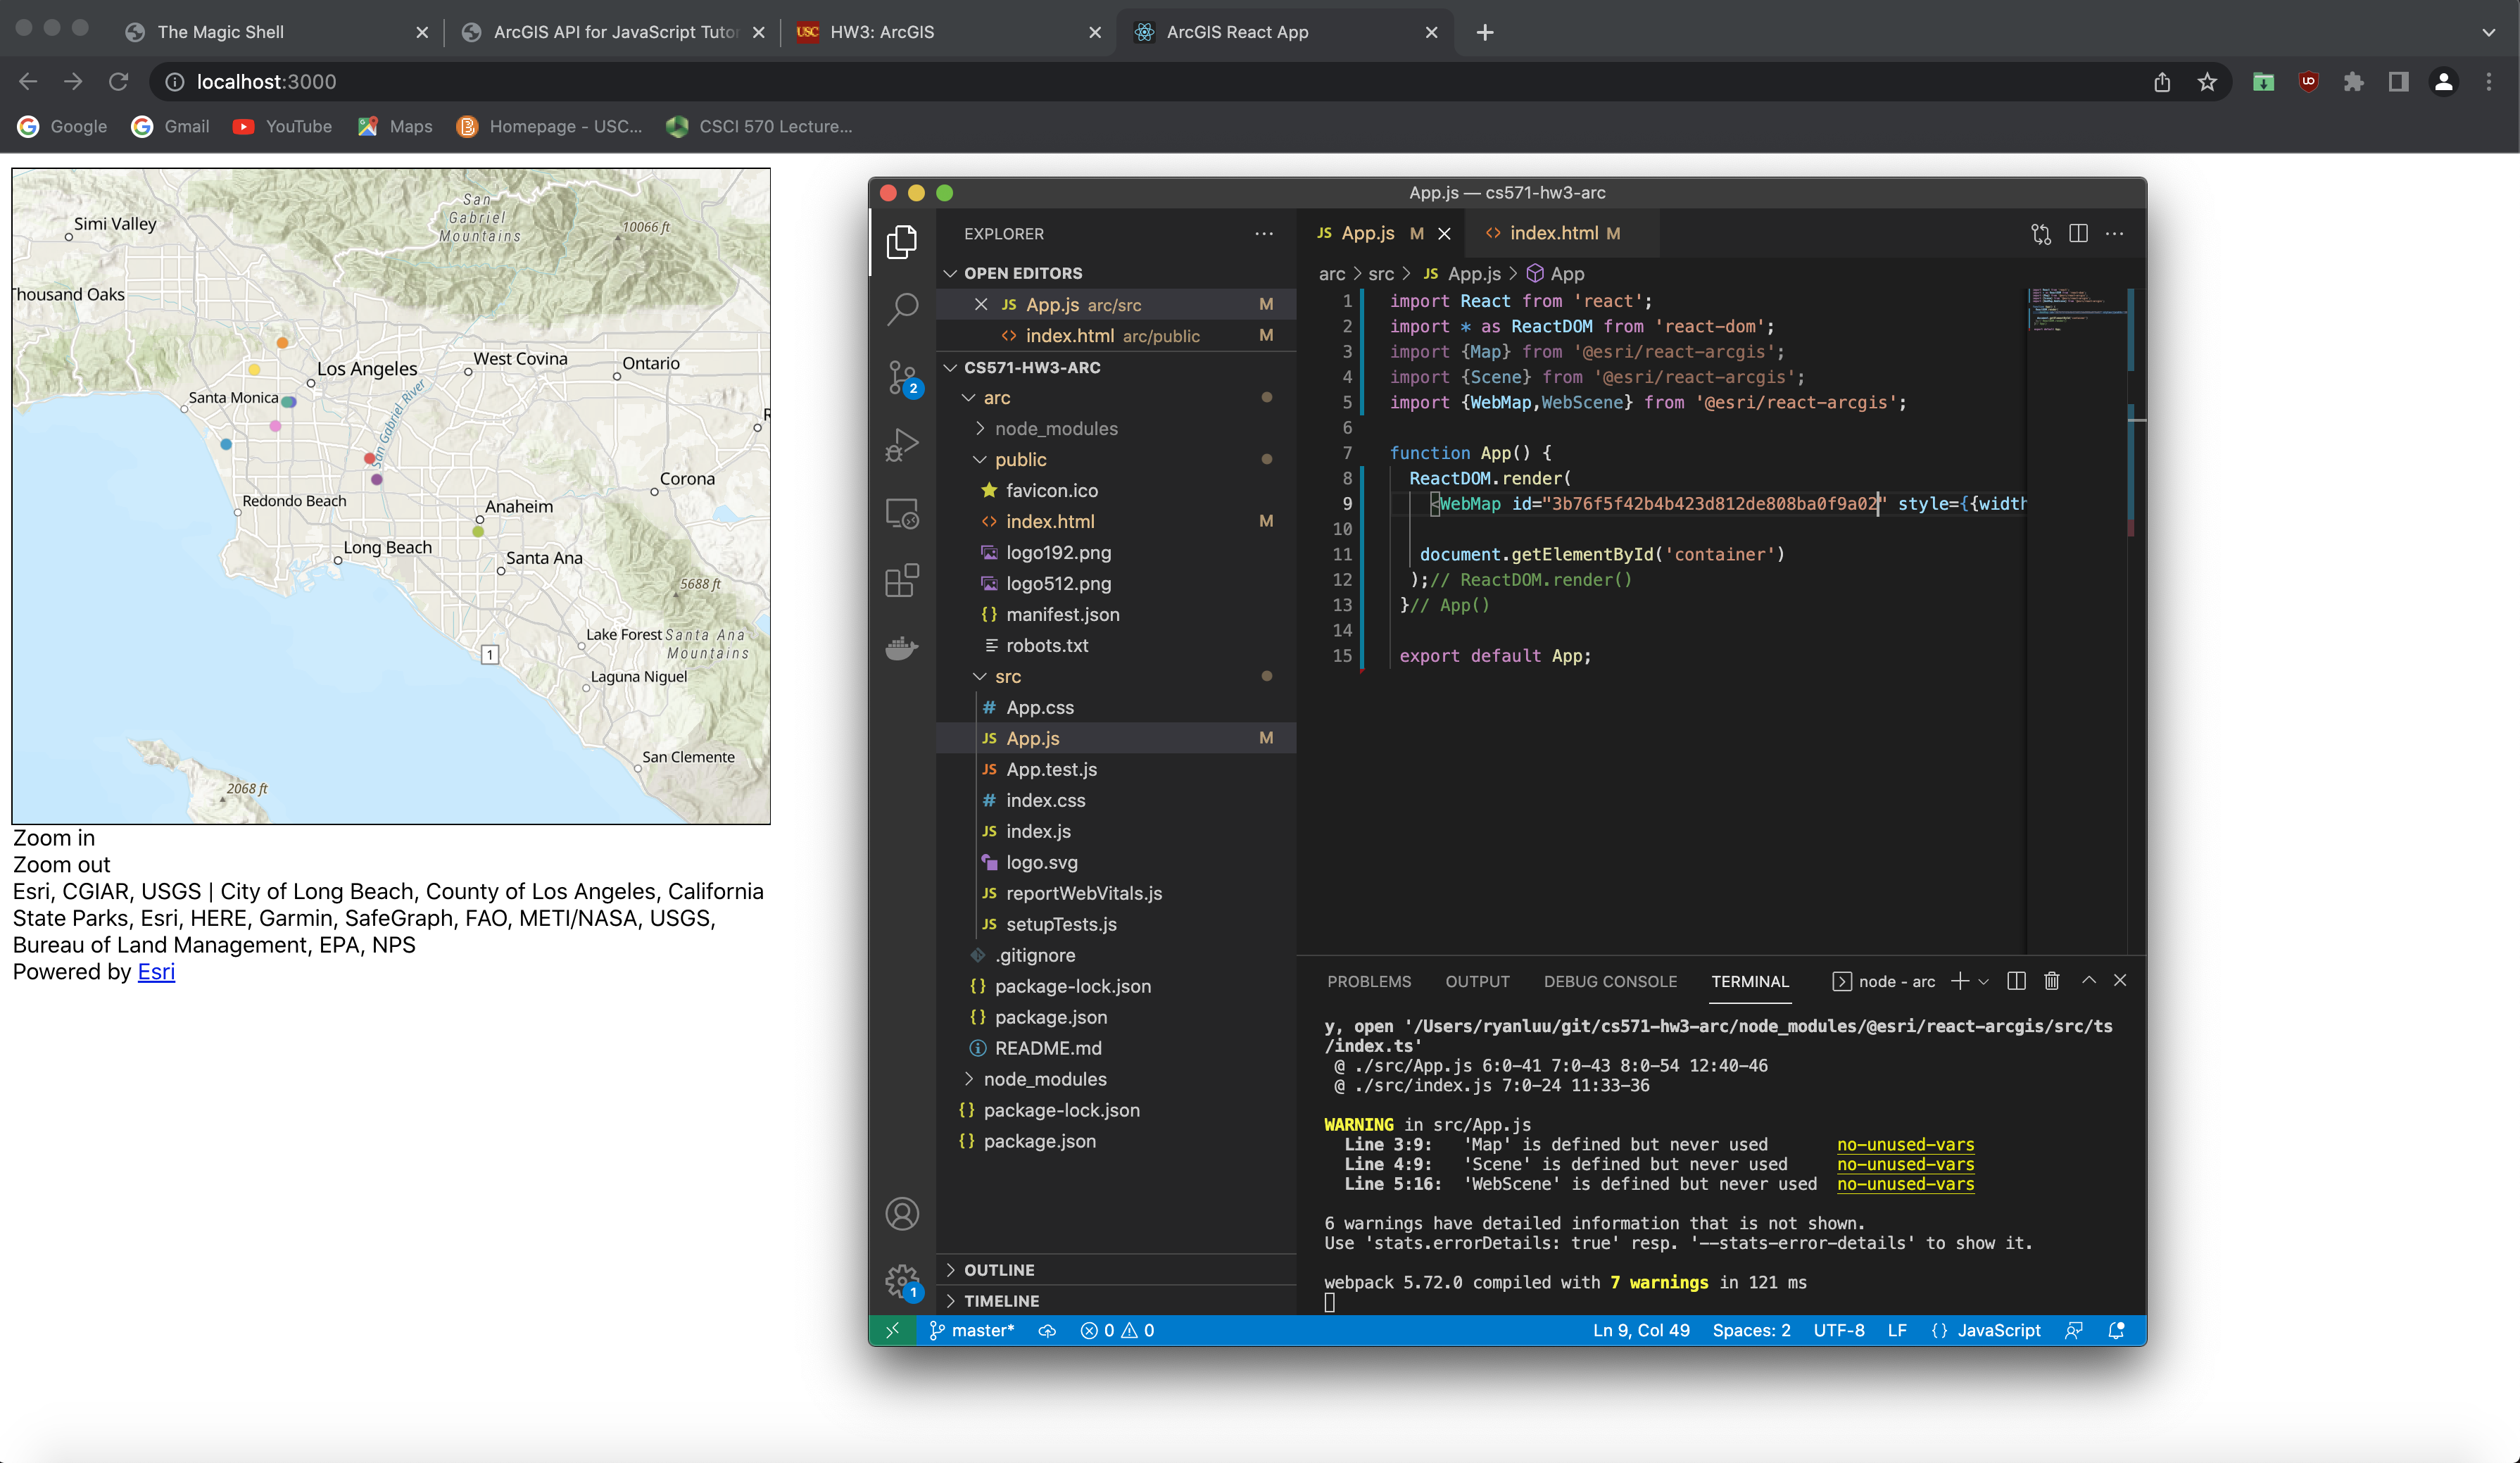 The Magic Shell
ArcGIS API for JavaScript Tutor
USC HW3: ArcGIS
ArcGIS React App
localhost:3000
Google
Gmail
YouTube
Maps
Homepage - USC...
CSCI 570 Lecture...
San
Gabriel
Mountains
10066 ft
Simi Valley
Thousand Oaks
Los Angeles
West Covina
Ontario
Santa Monica
San Gabriel River
Corona
Redondo Beach
Anaheim
Long Beach
Santa Ana
5688 ft
Lake Forest
Santa Ana
Mountains
1
Laguna Niguel
San Clemente
2068 ft
Zoom in
Zoom out
Esri, CGIAR, USGS | City of Long Beach, County of Los Angeles, California
State Parks, Esri, HERE, Garmin, SafeGraph, FAO, METI/NASA, USGS,
Bureau of Land Management, EPA, NPS
Powered by Esri
App.js — cs571-hw3-arc
EXPLORER
OPEN EDITORS
JS App.js arc/src M
<> index.html arc/public M
CS571-HW3-ARC
arc
node_modules
public
favicon.ico
<> index.html M
logo192.png
logo512.png
{} manifest.json
robots.txt
src
# App.css
JS App.js M
JS App.test.js
# index.css
JS index.js
logo.svg
JS reportWebVitals.js
JS setupTests.js
.gitignore
{} package-lock.json
{} package.json
README.md
node_modules
{} package-lock.json
{} package.json
OUTLINE
TIMELINE
2
1
JS App.js M
<> index.html M
arc > src > JS App.js > App
1 import React from 'react';
2 import * as ReactDOM from 'react-dom';
3 import {Map} from '@esri/react-arcgis';
4 import {Scene} from '@esri/react-arcgis';
5 import {WebMap,WebScene} from '@esri/react-arcgis';
6
7 function App() {
8 ReactDOM.render(
9 <WebMap id="3b76f5f42b4b423d812de808ba0f9a02" style={{width
10
11 document.getElementById('container')
12 );// ReactDOM.render()
13 }// App()
14
15 export default App;
PROBLEMS OUTPUT DEBUG CONSOLE TERMINAL node - arc
y, open '/Users/ryanluu/git/cs571-hw3-arc/node_modules/@esri/react-arcgis/src/ts
/index.ts'
@ ./src/App.js 6:0-41 7:0-43 8:0-54 12:40-46
@ ./src/index.js 7:0-24 11:33-36
WARNING in src/App.js
Line 3:9: 'Map' is defined but never used no-unused-vars
Line 4:9: 'Scene' is defined but never used no-unused-vars
Line 5:16: 'WebScene' is defined but never used no-unused-vars
6 warnings have detailed information that is not shown.
Use 'stats.errorDetails: true' resp. '--stats-error-details' to show it.
webpack 5.72.0 compiled with 7 warnings in 121 ms
master* 0 0 Ln 9, Col 49 Spaces: 2 UTF-8 LF {} JavaScript